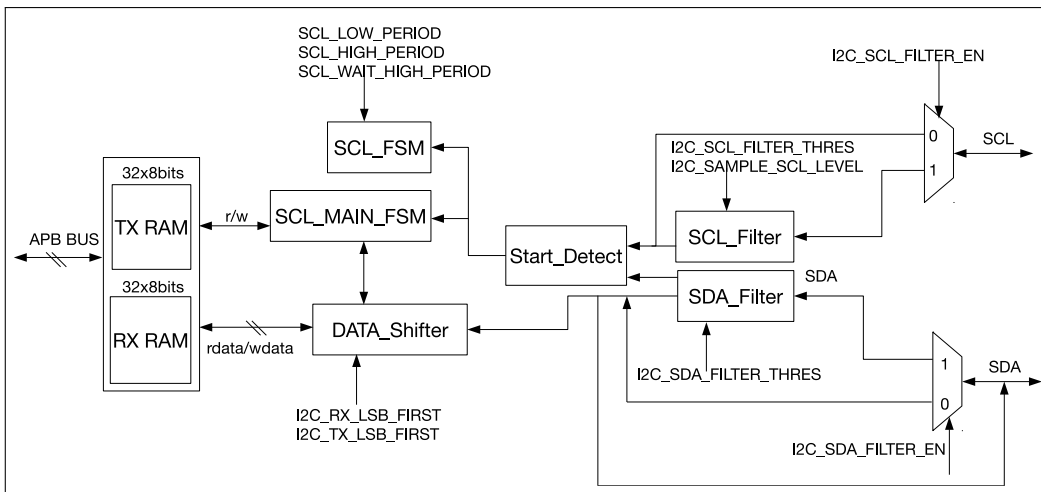 SCL_LOW_PERIOD
SCL_HIGH_PERIOD
SCL_WAIT_HIGH_PERIOD
I2C_SCL_FILTER_EN
SCL_FSM
0
1
SCL
I2C_SCL_FILTER_THRES
I2C_SAMPLE_SCL_LEVEL
32x8bits
TX RAM
r/w
SCL_MAIN_FSM
SCL_Filter
APB BUS
Start_Detect
SDA
SDA_Filter
32x8bits
RX RAM
rdata/wdata
DATA_Shifter
I2C_SDA_FILTER_THRES
1
0
SDA
I2C_RX_LSB_FIRST
I2C_TX_LSB_FIRST
I2C_SDA_FILTER_EN